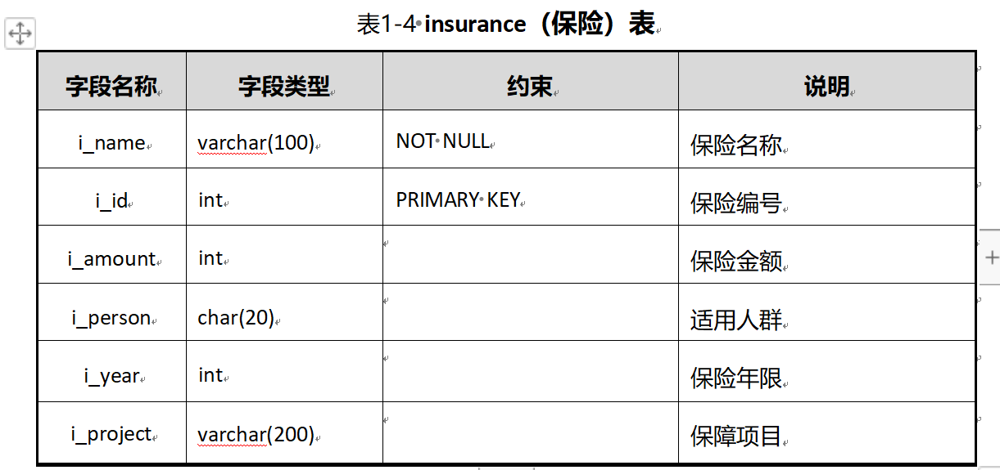 表1-4 insurance（保险）表
字段名称 字段类型 约束 说明
i_name varchar(100) NOT NULL 保险名称
i_id int PRIMARY KEY 保险编号
i_amount int 保险金额
i_person char(20) 适用人群
i_year int 保险年限
i_project varchar(200) 保障项目